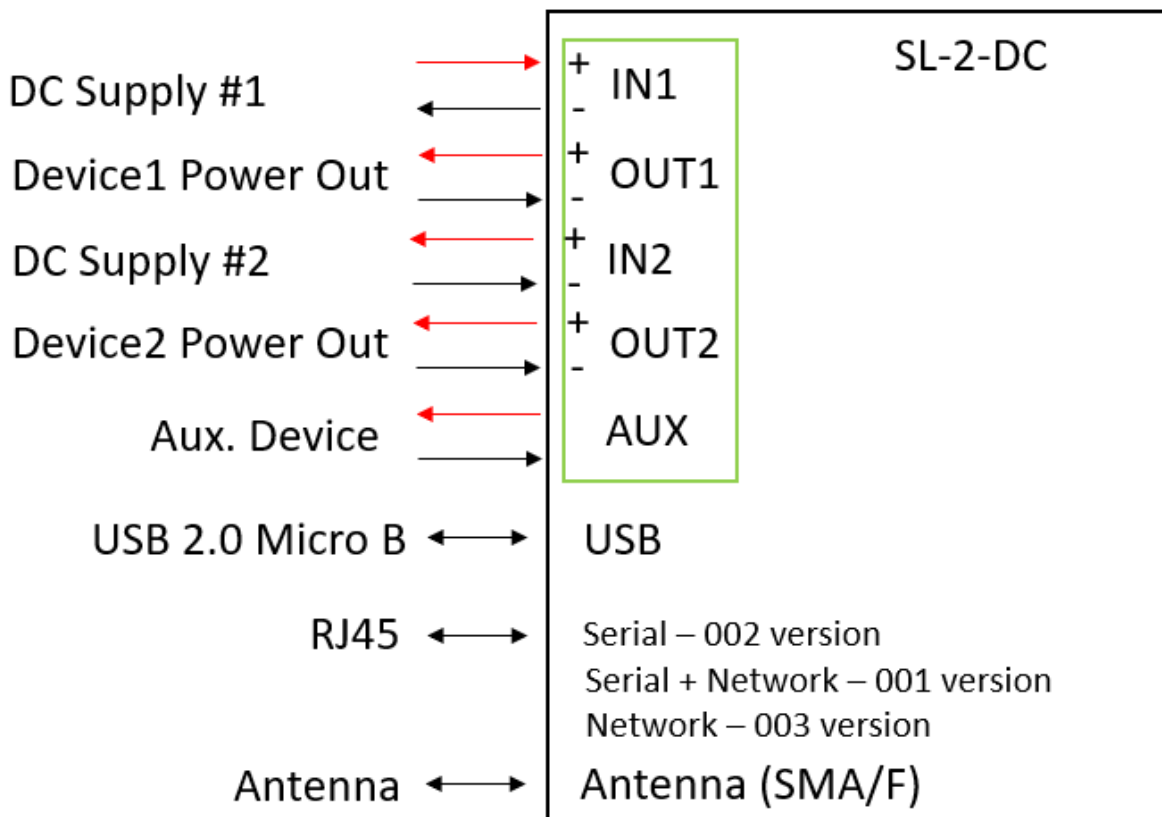 SL-2-DC
DC Supply #1
+
IN1
-
Device1 Power Out
+
OUT1
-
DC Supply #2
+
IN2
-
Device2 Power Out
+
OUT2
-
Aux. Device
AUX
USB 2.0 Micro B
USB
RJ45
Serial – 002 version
Serial + Network – 001 version
Network – 003 version
Antenna
Antenna (SMA/F)